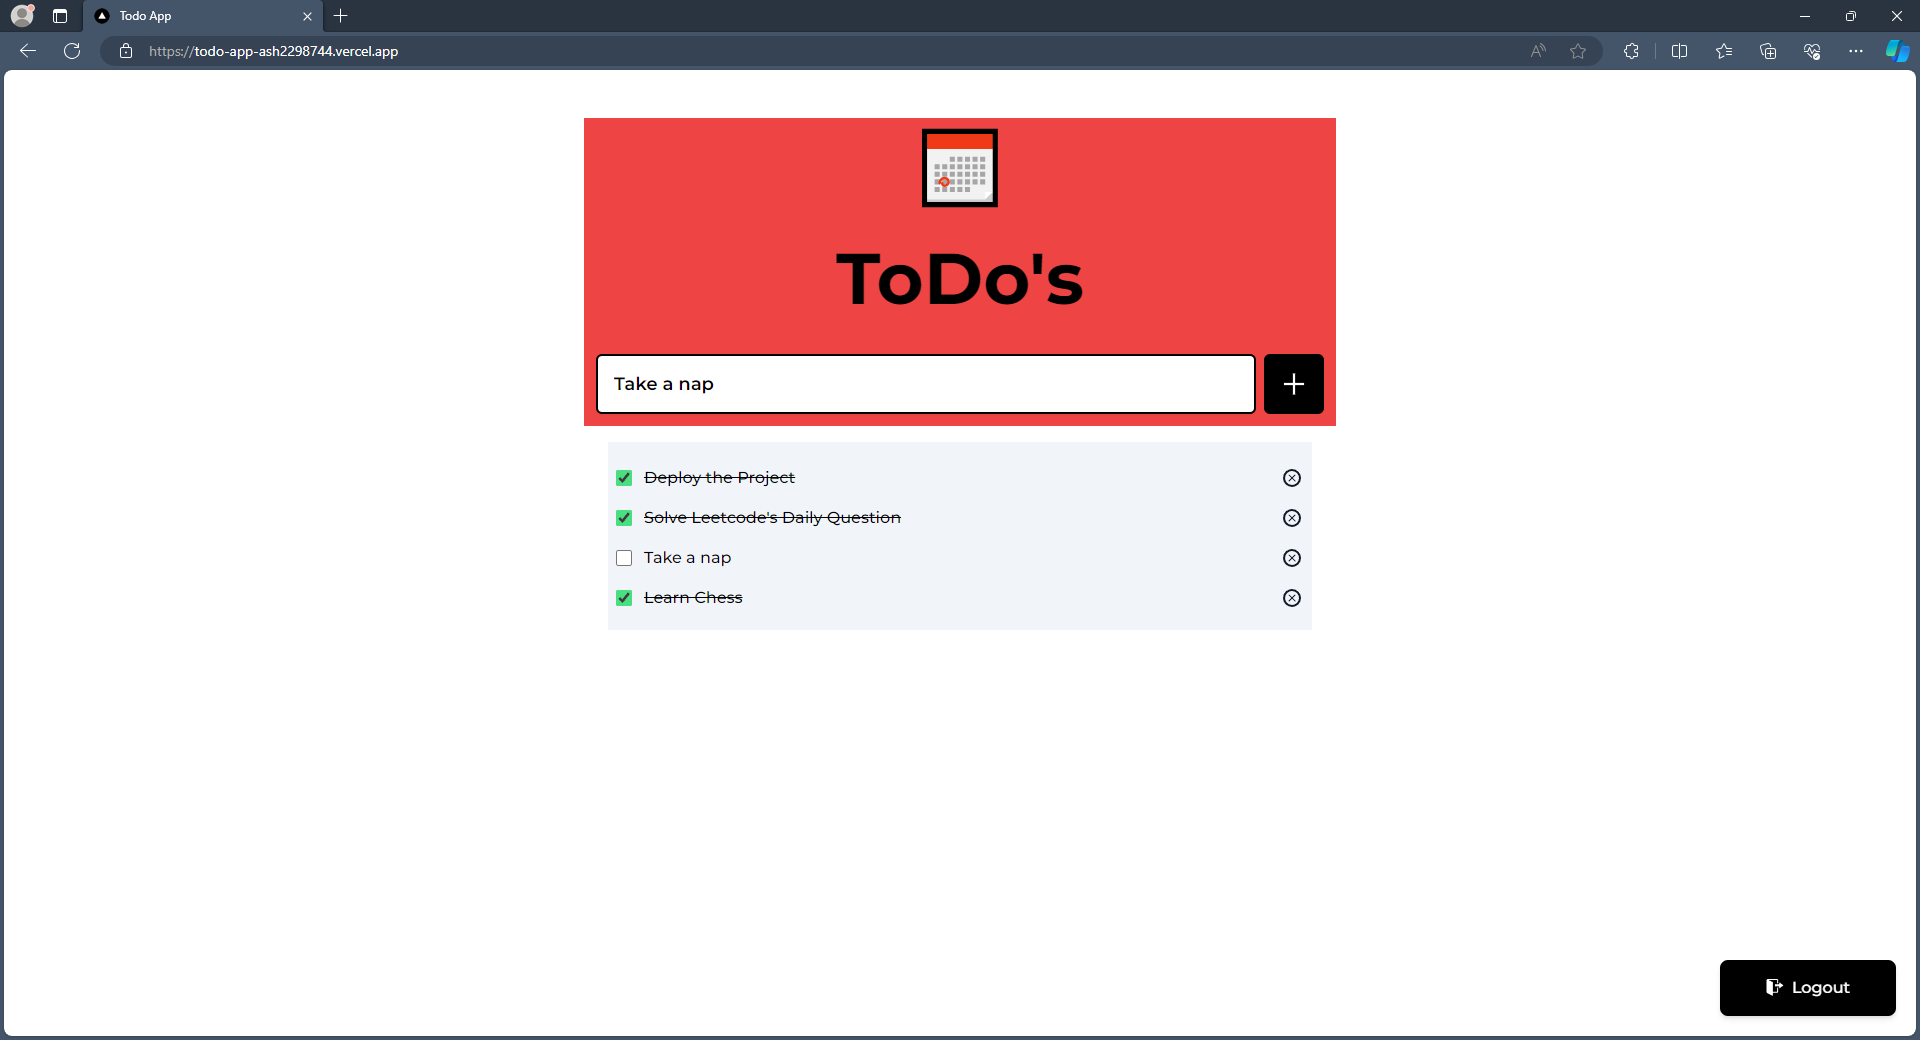 Todo App
https://todo-app-ash2298744.vercel.app
ToDo's
Take a nap
Deploy the Project
Solve Leetcode's Daily Question
Take a nap
Learn Chess
Logout